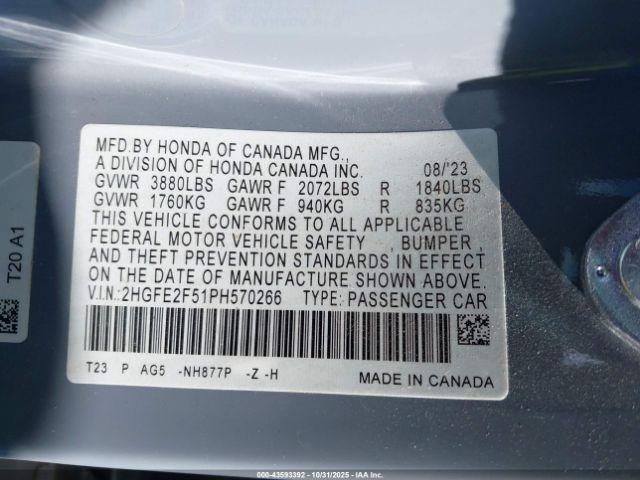 MFD.BY HONDA OF CANADA MFG.,
A DIVISION OF HONDA CANADA INC. 08/'23
GVWR 3880LBS GAWR F 2072LBS R 1840LBS
GVWR 1760KG GAWR F 940KG R 835KG
THIS VEHICLE CONFORMS TO ALL APPLICABLE
FEDERAL MOTOR VEHICLE SAFETY , BUMPER ,
AND THEFT PREVENTION STANDARDS IN EFFECT
ON THE DATE OF MANUFACTURE SHOWN ABOVE.
V.I.N.:2HGFE2F51PH570266 TYPE: PASSENGER CAR
T23 P AG5 -NH877P -Z -H
MADE IN CANADA
T20 A1
000-43593392 • 10/31/2025 • IAA Inc.